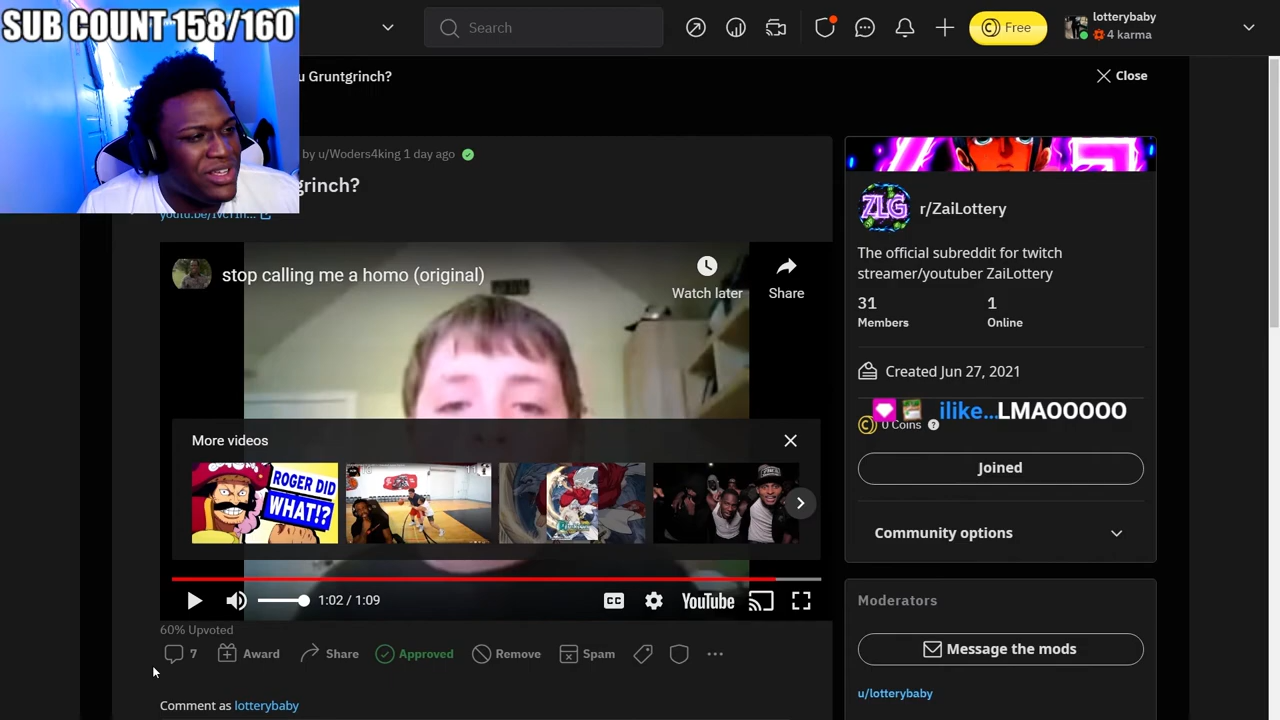 SUB COUNT 158/160
Search
Free
lotterybaby
4 karma
u Gruntgrinch?
Close
by u/Woders4king 1 day ago
grinch?
stop calling me a homo (original)
Watch later
Share
More videos
ROGER DID
WHAT!?
1:02 / 1:09
CC
YouTube
60% Upvoted
7
Award
Share
Approved
Remove
Spam
Comment as lotterybaby
ZLG
r/ZaiLottery
The official subreddit for twitch
streamer/youtuber ZaiLottery
31
Members
1
Online
Created Jun 27, 2021
ilike...LMAOOOOO
0 Coins
Joined
Community options
Moderators
Message the mods
u/lotterybaby